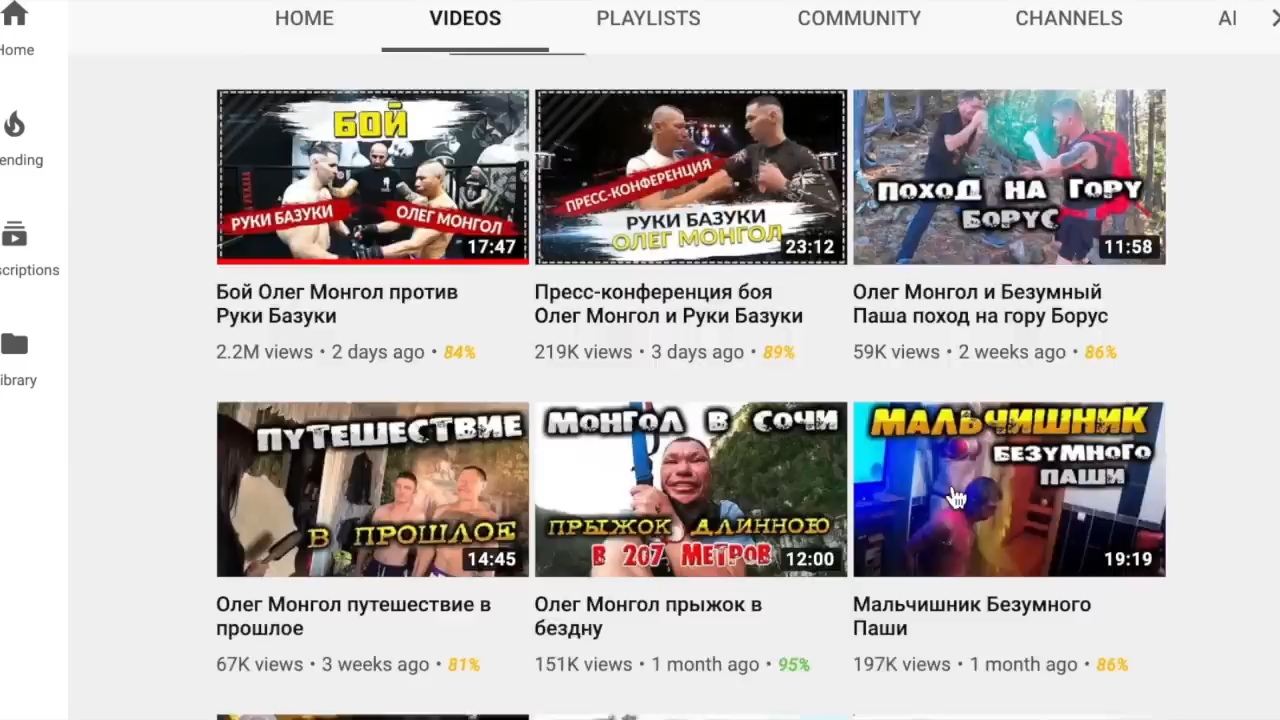 HOME VIDEOS PLAYLISTS COMMUNITY CHANNELS
Home
ending
scriptions
ibrary
БОЙ
РУКИ БАЗУКИ
ОЛЕГ МОНГОЛ
17:47
ПРЕСС-КОНФЕРЕНЦИЯ
РУКИ БАЗУКИ
ОЛЕГ МОНГОЛ
23:12
ПОХОД НА ГОРУ
БОРУС
11:58
Бой Олег Монгол против
Руки Базуки
2.2M views • 2 days ago • 84%
Пресс-конференция боя
Олег Монгол и Руки Базуки
219K views • 3 days ago • 89%
Олег Монгол и Безумный
Паша поход на гору Борус
59K views • 2 weeks ago • 86%
ПУТЕШЕСТВИЕ
В ПРОШЛОЕ
14:45
МОНГОЛ В СОЧИ
ПРЫЖОК ДЛИННОЮ
В 207 МЕТРОВ
12:00
МАЛЬЧИШНИК
БЕЗУМНОГО
ПАШИ
19:19
Олег Монгол путешествие в
прошлое
67K views • 3 weeks ago • 81%
Олег Монгол прыжок в
бездну
151K views • 1 month ago • 95%
Мальчишник Безумного
Паши
197K views • 1 month ago • 86%